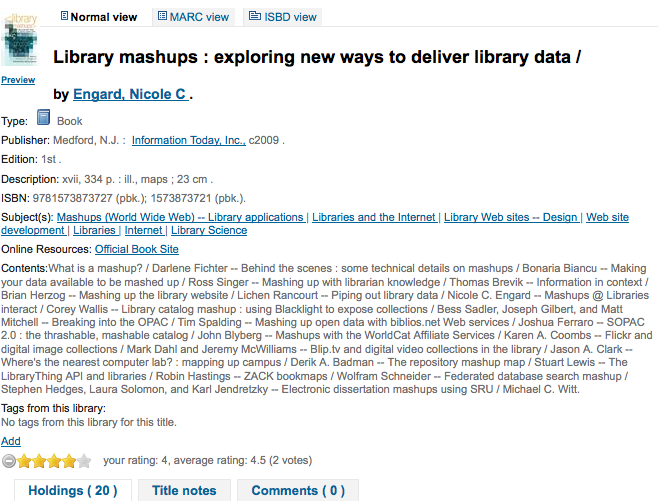 library
mashups
Normal view MARC view ISBD view
Library mashups : exploring new ways to deliver library data /
Preview
by Engard, Nicole C .
Type: Book
Publisher: Medford, N.J. : Information Today, Inc., c2009 .
Edition: 1st .
Description: xvii, 334 p. : ill., maps ; 23 cm .
ISBN: 9781573873727 (pbk.); 1573873721 (pbk.).
Subject(s): Mashups (World Wide Web) -- Library applications | Libraries and the Internet | Library Web sites -- Design | Web site
development | Libraries | Internet | Library Science
Online Resources: Official Book Site
Contents:What is a mashup? / Darlene Fichter -- Behind the scenes : some technical details on mashups / Bonaria Biancu -- Making
your data available to be mashed up / Ross Singer -- Mashing up with librarian knowledge / Thomas Brevik -- Information in context /
Brian Herzog -- Mashing up the library website / Lichen Rancourt -- Piping out library data / Nicole C. Engard -- Mashups @ Libraries
interact / Corey Wallis -- Library catalog mashup : using Blacklight to expose collections / Bess Sadler, Joseph Gilbert, and Matt
Mitchell -- Breaking into the OPAC / Tim Spalding -- Mashing up open data with biblios.net Web services / Joshua Ferraro -- SOPAC
2.0 : the thrashable, mashable catalog / John Blyberg -- Mashups with the WorldCat Affiliate Services / Karen A. Coombs -- Flickr and
digital image collections / Mark Dahl and Jeremy McWilliams -- Blip.tv and digital video collections in the library / Jason A. Clark --
Where's the nearest computer lab? : mapping up campus / Derik A. Badman -- The repository mashup map / Stuart Lewis -- The
LibraryThing API and libraries / Robin Hastings -- ZACK bookmaps / Wolfram Schneider -- Federated database search mashup /
Stephen Hedges, Laura Solomon, and Karl Jendretzky -- Electronic dissertation mashups using SRU / Michael C. Witt.
Tags from this library:
No tags from this library for this title.
Add
your rating: 4, average rating: 4.5 (2 votes)
Holdings ( 20 ) Title notes Comments ( 0 )